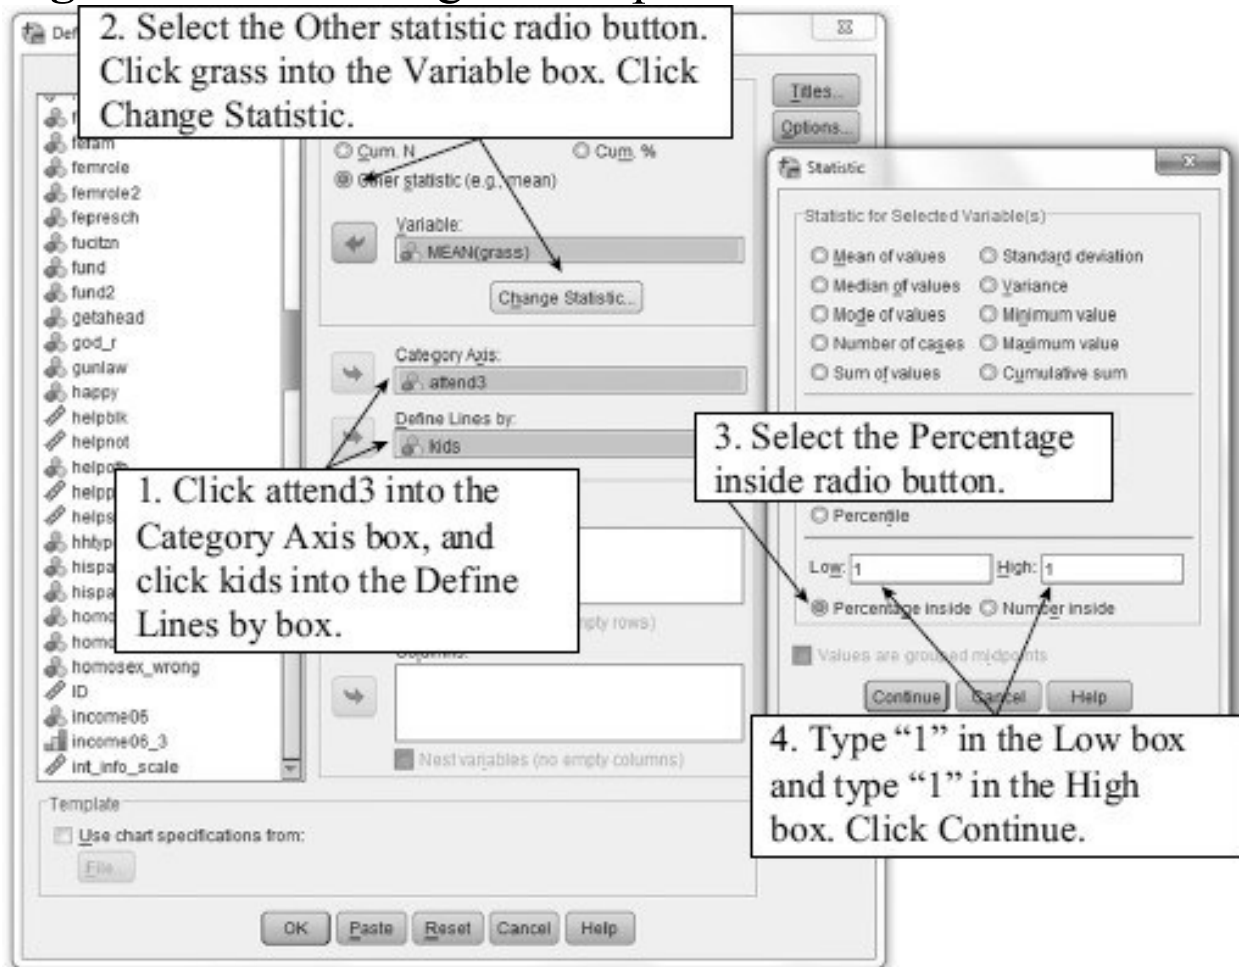 2. Select the Other statistic radio button.
Click grass into the Variable box. Click
Change Statistic.
Titles...
Options...
fefam
femrole
femrole2
fepresch
fucitzn
fund
fund2
getahead
god_r
gunlaw
happy
helpblk
helpnot
homosex_wrong
ID
income06
income06_3
int_info_scale
Cum. N
Cum. %
Other statistic (e.g., mean)
Variable:
MEAN(grass)
Change Statistic...
Category Axis:
attend3
Define Lines by:
kids
1. Click attend3 into the
Category Axis box, and
click kids into the Define
Lines by box.
Nest variables (no empty columns)
Template
Use chart specifications from:
File...
OK
Paste
Reset
Cancel
Help
Statistic
Statistic for Selected Variable(s)
Mean of values
Standard deviation
Median of values
Variance
Mode of values
Minimum value
Number of cases
Maximum value
Sum of values
Cumulative sum
3. Select the Percentage
inside radio button.
Percentile
Low: 1
High: 1
Percentage inside
Number inside
Values are grouped midpoints
Continue
Cancel
Help
4. Type “1” in the Low box
and type “1” in the High
box. Click Continue.